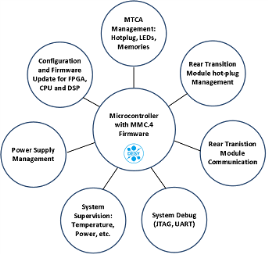 MTCA
Management:
Hotplug, LEDs,
Memories
Configuration
and Firmware
Update for FPGA,
CPU and DSP
Rear Transition
Module hot-plug
Management
Microcontroller
with MMC.4
Firmware
DESY
Power Supply
Management
Rear Tranistion
Module
Communication
System
Supervision:
Temperature,
Power, etc.
System Debug
(JTAG, UART)